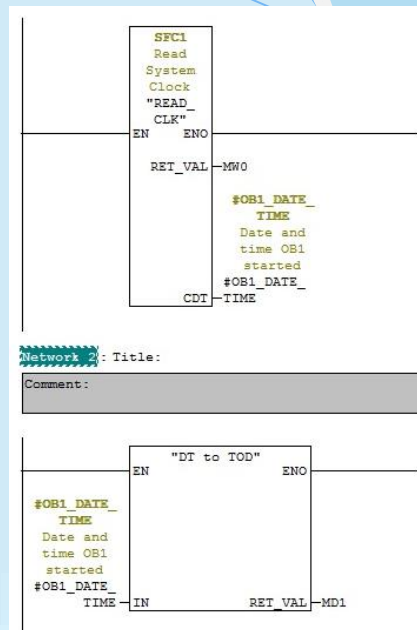 SFC1
Read
System
Clock
"READ_
CLK"
EN ENO
RET_VAL MW0
#OB1_DATE_
TIME
Date and
time OB1
started
#OB1_DATE_
CDT TIME
Network 2: Title:
Comment:
"DT to TOD"
EN ENO
#OB1_DATE_
TIME
Date and
time OB1
started
#OB1_DATE_
TIME IN RET_VAL MD1